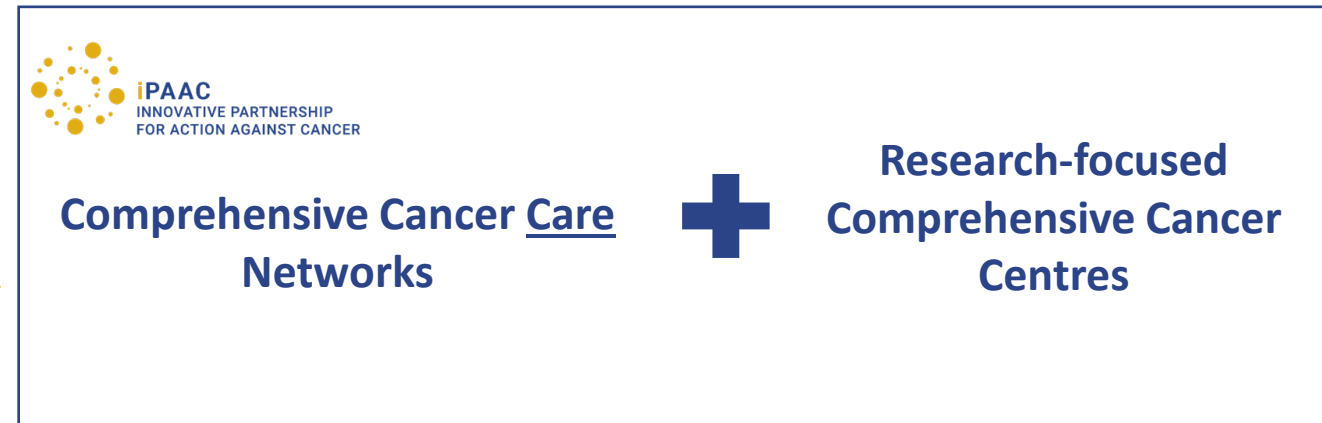 iPAAC
INNOVATIVE PARTNERSHIP
FOR ACTION AGAINST CANCER
Comprehensive Cancer Care
Networks
Research-focused
Comprehensive Cancer
Centres